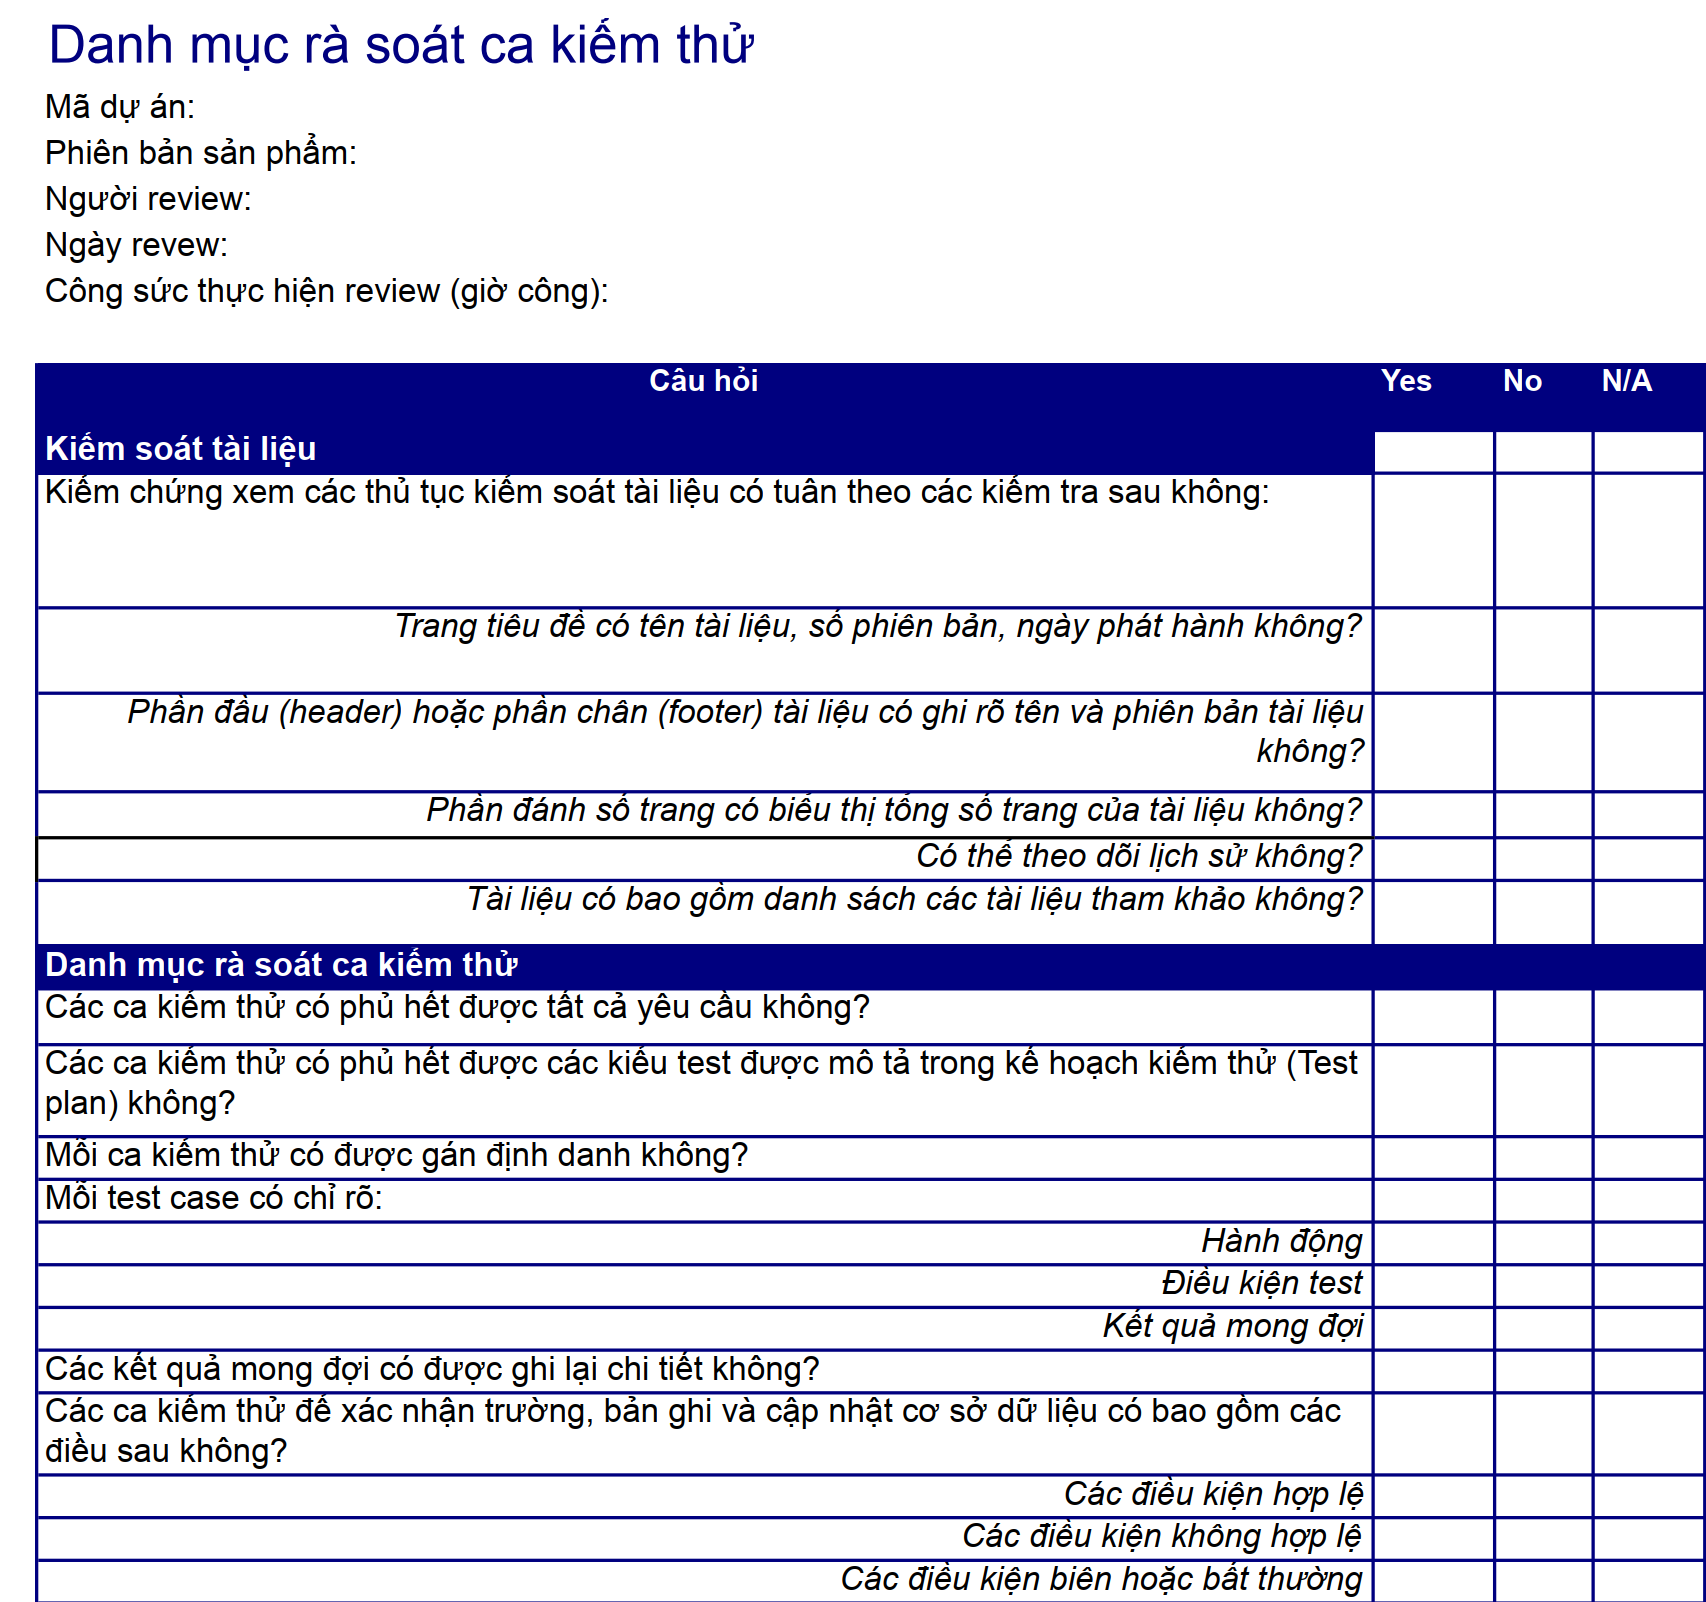 Danh mục rà soát ca kiểm thử
Mã dự án:
Phiên bản sản phẩm:
Người review:
Ngày revew:
Công sức thực hiện review (giờ công):
Câu hỏi Yes No N/A
Kiểm soát tài liệu
Kiểm chứng xem các thủ tục kiểm soát tài liệu có tuân theo các kiểm tra sau không:
Trang tiêu đề có tên tài liệu, số phiên bản, ngày phát hành không?
Phần đầu (header) hoặc phần chân (footer) tài liệu có ghi rõ tên và phiên bản tài liệu
không?
Phần đánh số trang có biểu thị tổng số trang của tài liệu không?
Có thể theo dõi lịch sử không?
Tài liệu có bao gồm danh sách các tài liệu tham khảo không?
Danh mục rà soát ca kiểm thử
Các ca kiểm thử có phủ hết được tất cả yêu cầu không?
Các ca kiểm thử có phủ hết được các kiểu test được mô tả trong kế hoạch kiểm thử (Test
plan) không?
Mỗi ca kiểm thử có được gán định danh không?
Mỗi test case có chỉ rõ:
Hành động
Điều kiện test
Kết quả mong đợi
Các kết quả mong đợi có được ghi lại chi tiết không?
Các ca kiểm thử để xác nhận trường, bản ghi và cập nhật cơ sở dữ liệu có bao gồm các
điều sau không?
Các điều kiện hợp lệ
Các điều kiện không hợp lệ
Các điều kiện biên hoặc bất thường